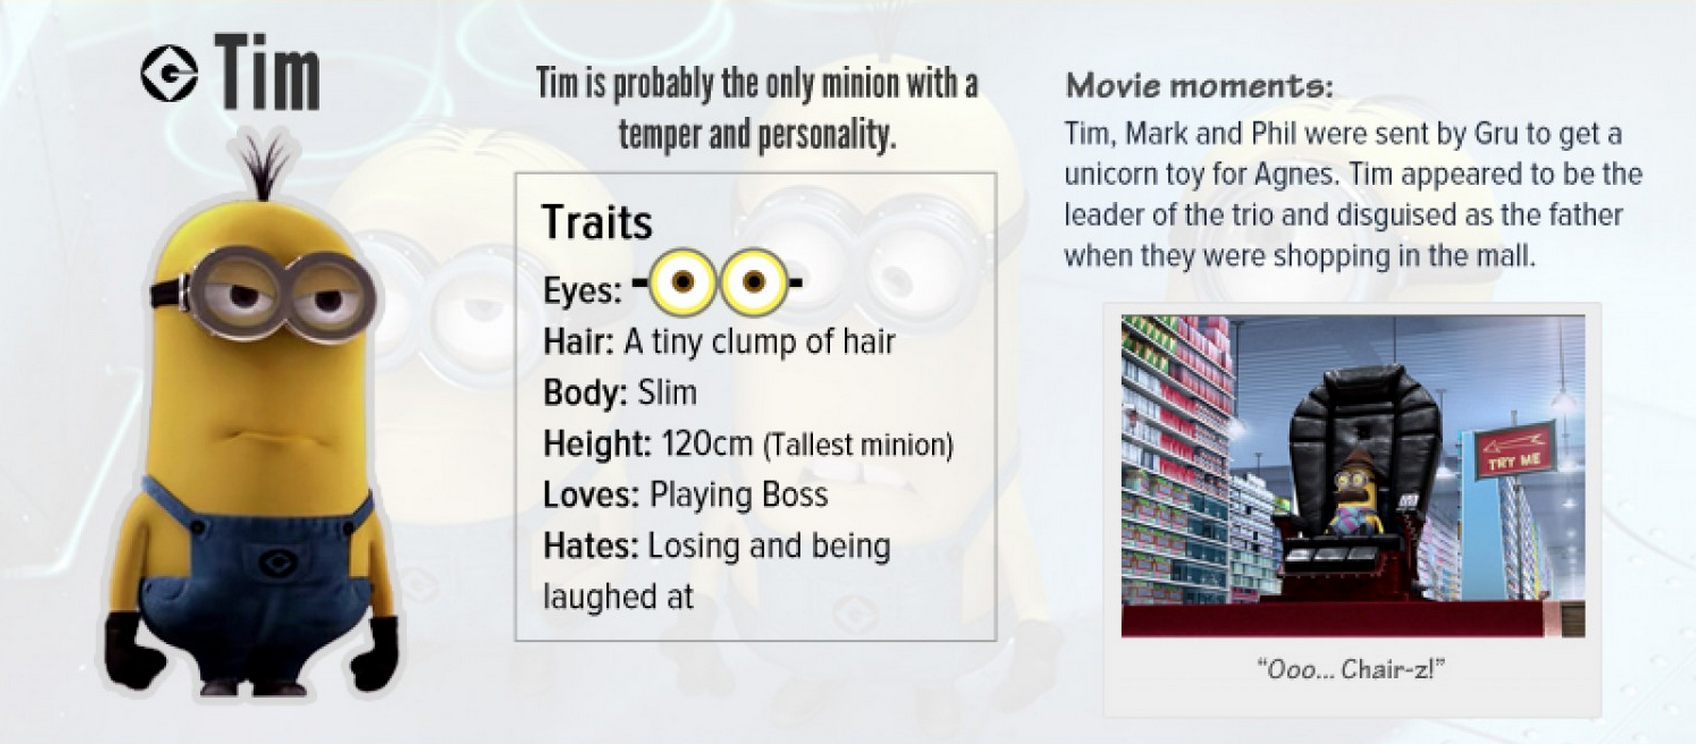 Tim
Tim is probably the only minion with a
temper and personality.
Traits
Eyes:
Hair: A tiny clump of hair
Body: Slim
Height: 120cm (Tallest minion)
Loves: Playing Boss
Hates: Losing and being
laughed at
Movie moments:
Tim, Mark and Phil were sent by Gru to get a
unicorn toy for Agnes. Tim appeared to be the
leader of the trio and disguised as the father
when they were shopping in the mall.
TRY ME
“Ooo... Chair-z!”